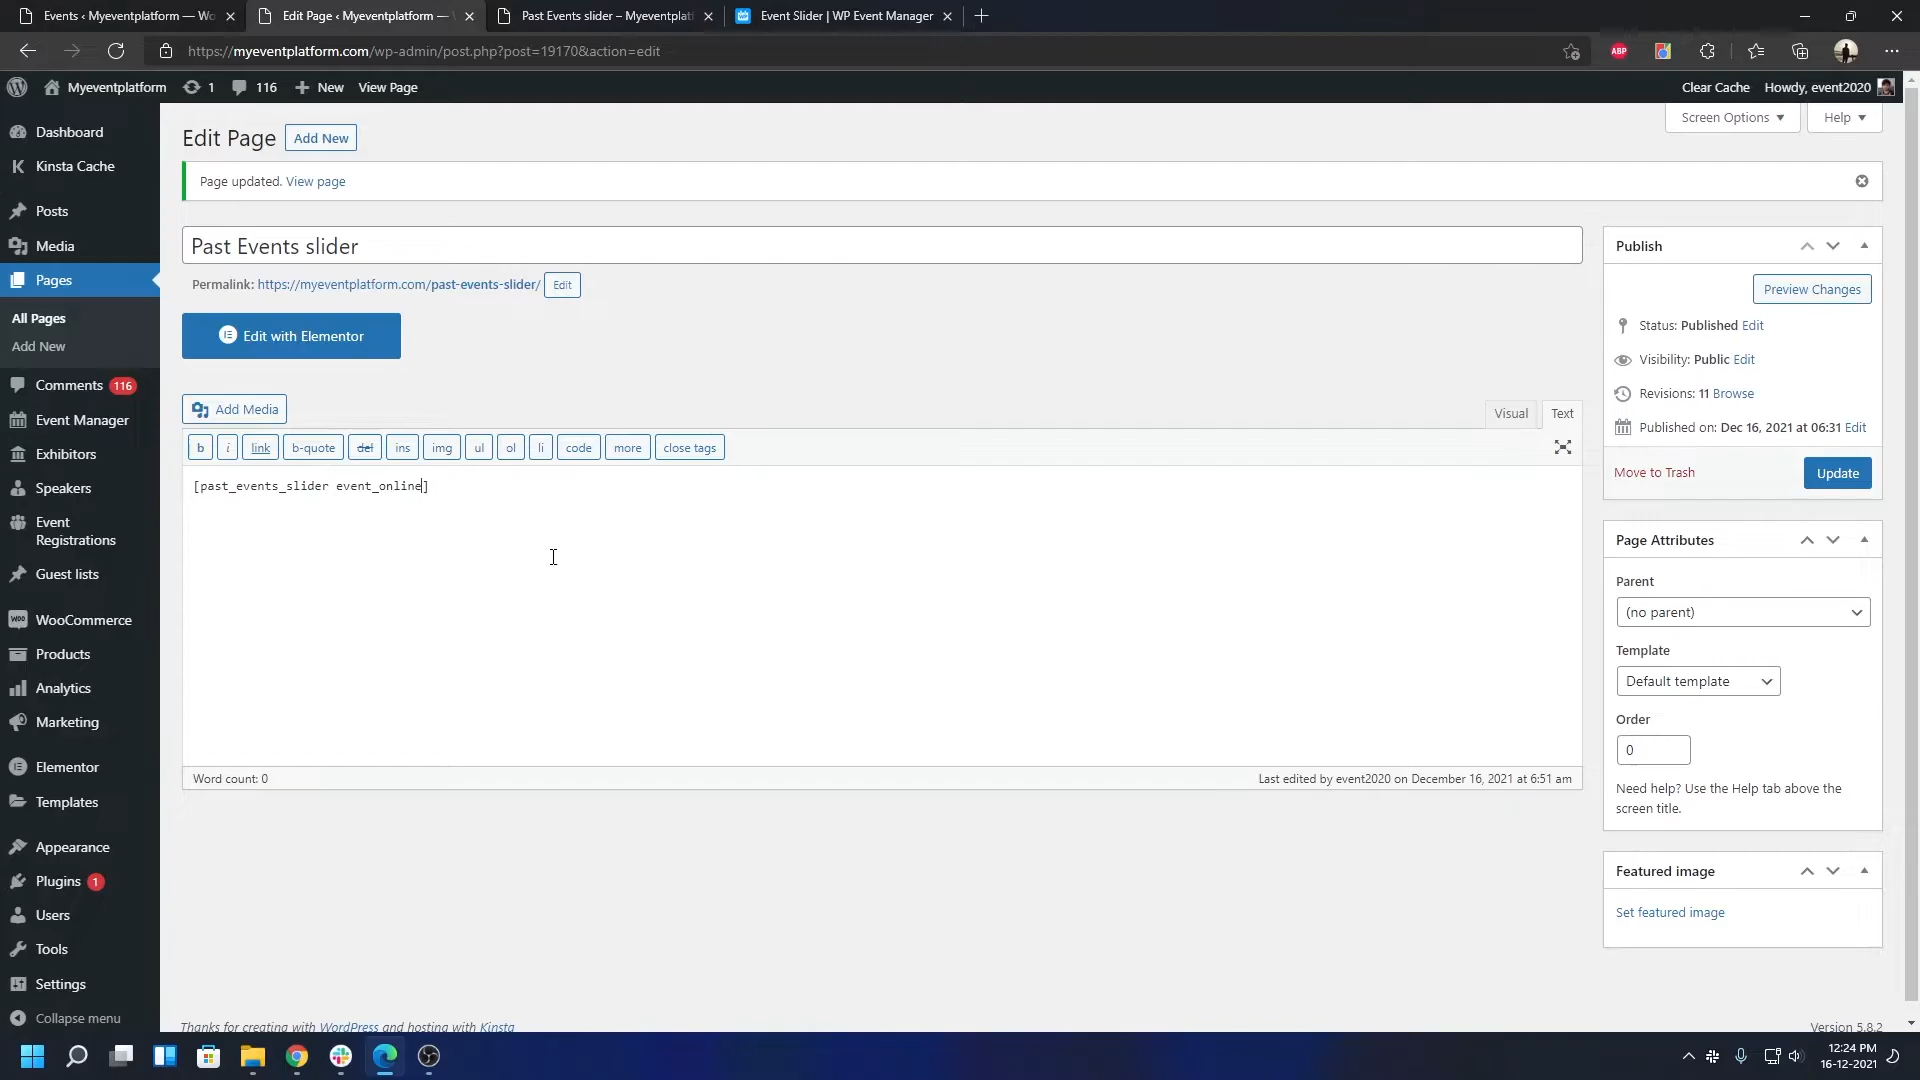 Events ‹ Myeventplatform — Wo
Edit Page ‹ Myeventplatform —
Past Events slider – Myeventplat
Event Slider | WP Event Manager
https://myeventplatform.com/wp-admin/post.php?post=19170&action=edit
ABP
Myeventplatform
1
116
New
View Page
Clear Cache
Howdy, event2020
Dashboard
Kinsta Cache
Posts
Media
Pages
All Pages
Add New
Comments 116
Event Manager
Exhibitors
Speakers
Event
Registrations
Guest lists
WooCommerce
Products
Analytics
Marketing
Elementor
Templates
Appearance
Plugins 1
Users
Tools
Settings
Collapse menu
Screen Options
Help
Edit Page
Add New
Page updated. View page
Past Events slider
Permalink: https://myeventplatform.com/past-events-slider/
Edit
Edit with Elementor
Add Media
Visual
Text
b
i
link
b-quote
del
ins
img
ul
ol
li
code
more
close tags
[past_events_slider event_online]
Word count: 0
Last edited by event2020 on December 16, 2021 at 6:51 am
Publish
Preview Changes
Status: Published Edit
Visibility: Public Edit
Revisions: 11 Browse
Published on: Dec 16, 2021 at 06:31 Edit
Move to Trash
Update
Page Attributes
Parent
(no parent)
Template
Default template
Order
0
Need help? Use the Help tab above the
screen title.
Featured image
Set featured image
Thanks for creating with WordPress and hosting with Kinsta
Version 5.8.2
12:24 PM
16-12-2021